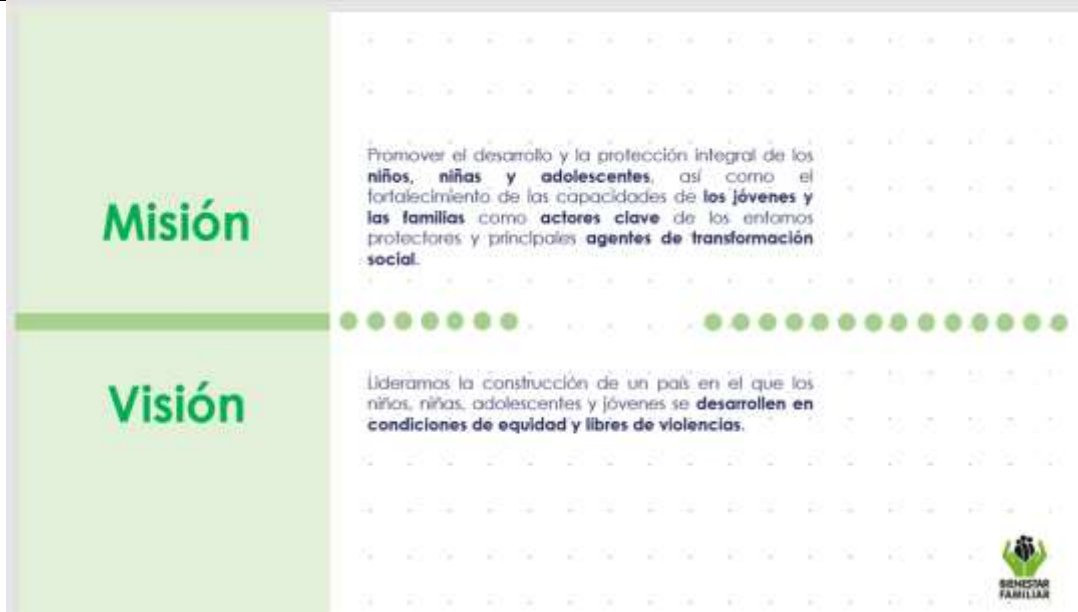 Misión
Promover el desarrollo y la protección integral de los
niños, niñas y adolescentes, así como el
fortalecimiento de las capacidades de los jóvenes y
las familias como actores clave de los entornos
protectores y principales agentes de transformación
social.
Visión
Lideramos la construcción de un país en el que los
niños, niñas, adolescentes y jóvenes se desarrollen en
condiciones de equidad y libres de violencias.
BIENESTAR
FAMILIAR